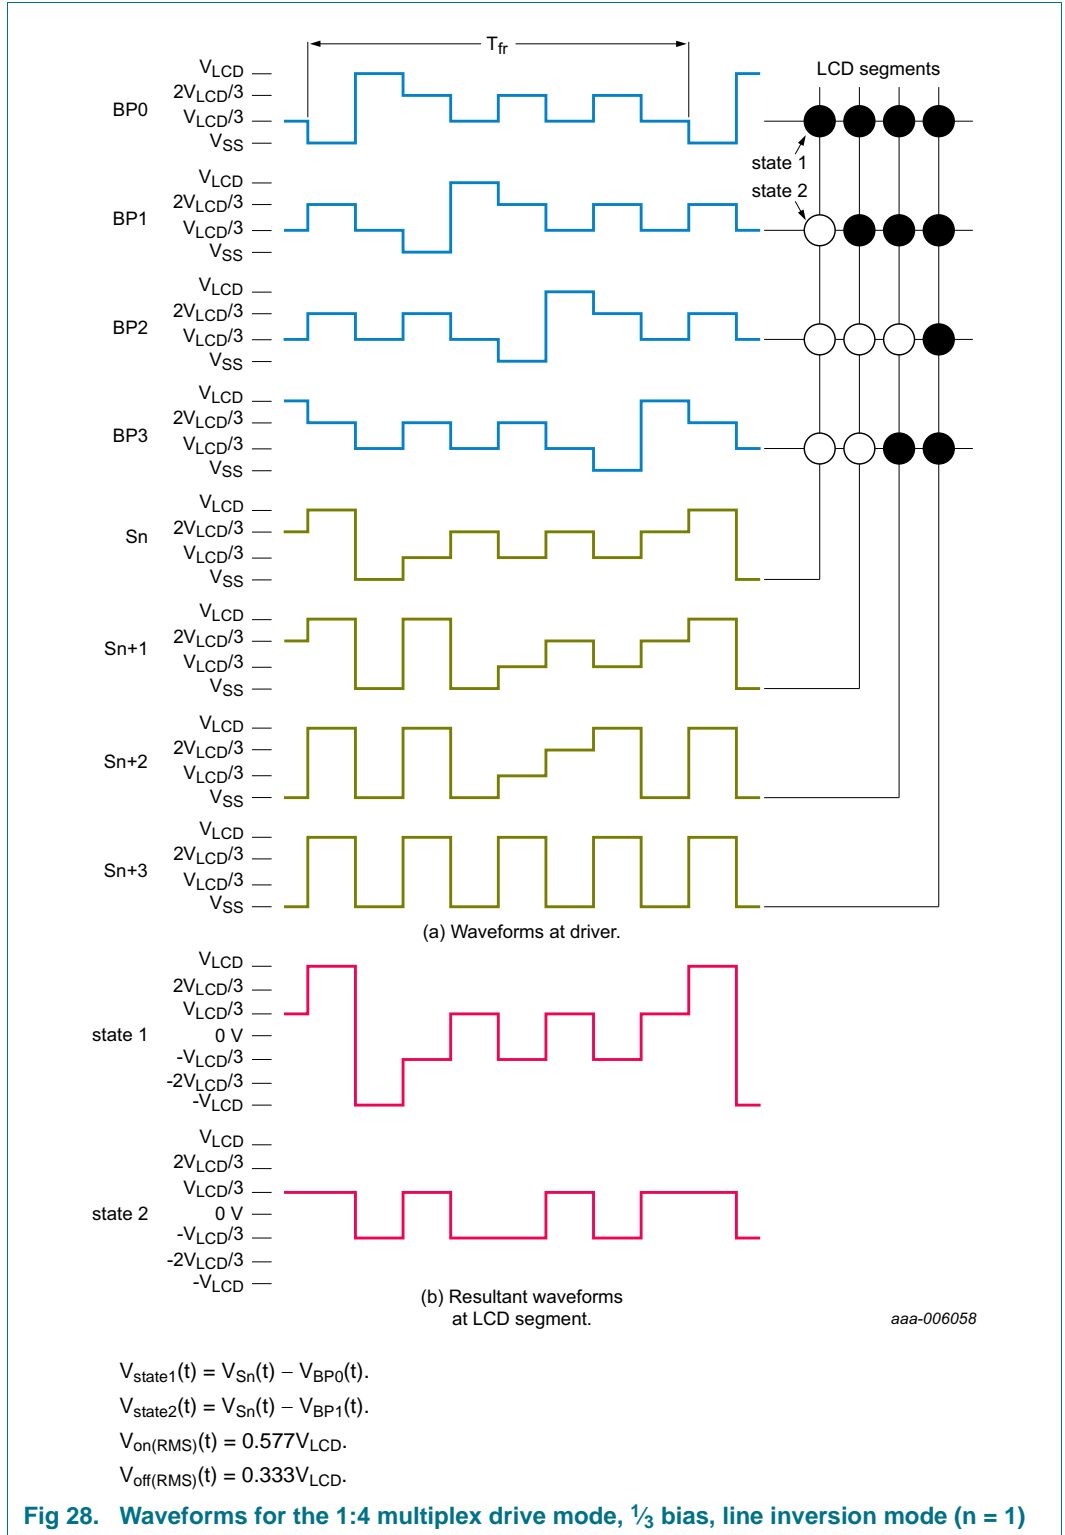 Tfr
LCD segments
BP0
VLCD
2VLCD/3
VLCD/3
VSS
state 1
state 2
BP1
VLCD
2VLCD/3
VLCD/3
VSS
BP2
VLCD
2VLCD/3
VLCD/3
VSS
BP3
VLCD
2VLCD/3
VLCD/3
VSS
Sn
VLCD
2VLCD/3
VLCD/3
VSS
Sn+1
VLCD
2VLCD/3
VLCD/3
VSS
Sn+2
VLCD
2VLCD/3
VLCD/3
VSS
Sn+3
VLCD
2VLCD/3
VLCD/3
VSS
(a) Waveforms at driver.
state 1
VLCD
2VLCD/3
VLCD/3
0 V
-VLCD/3
-2VLCD/3
-VLCD
state 2
VLCD
2VLCD/3
VLCD/3
0 V
-VLCD/3
-2VLCD/3
-VLCD
(b) Resultant waveforms
at LCD segment.
aaa-006058
Vstate1(t) = VSn(t) − VBP0(t).
Vstate2(t) = VSn(t) − VBP1(t).
Von(RMS)(t) = 0.577VLCD.
Voff(RMS)(t) = 0.333VLCD.
Fig 28. Waveforms for the 1:4 multiplex drive mode, 1⁄3 bias, line inversion mode (n = 1)